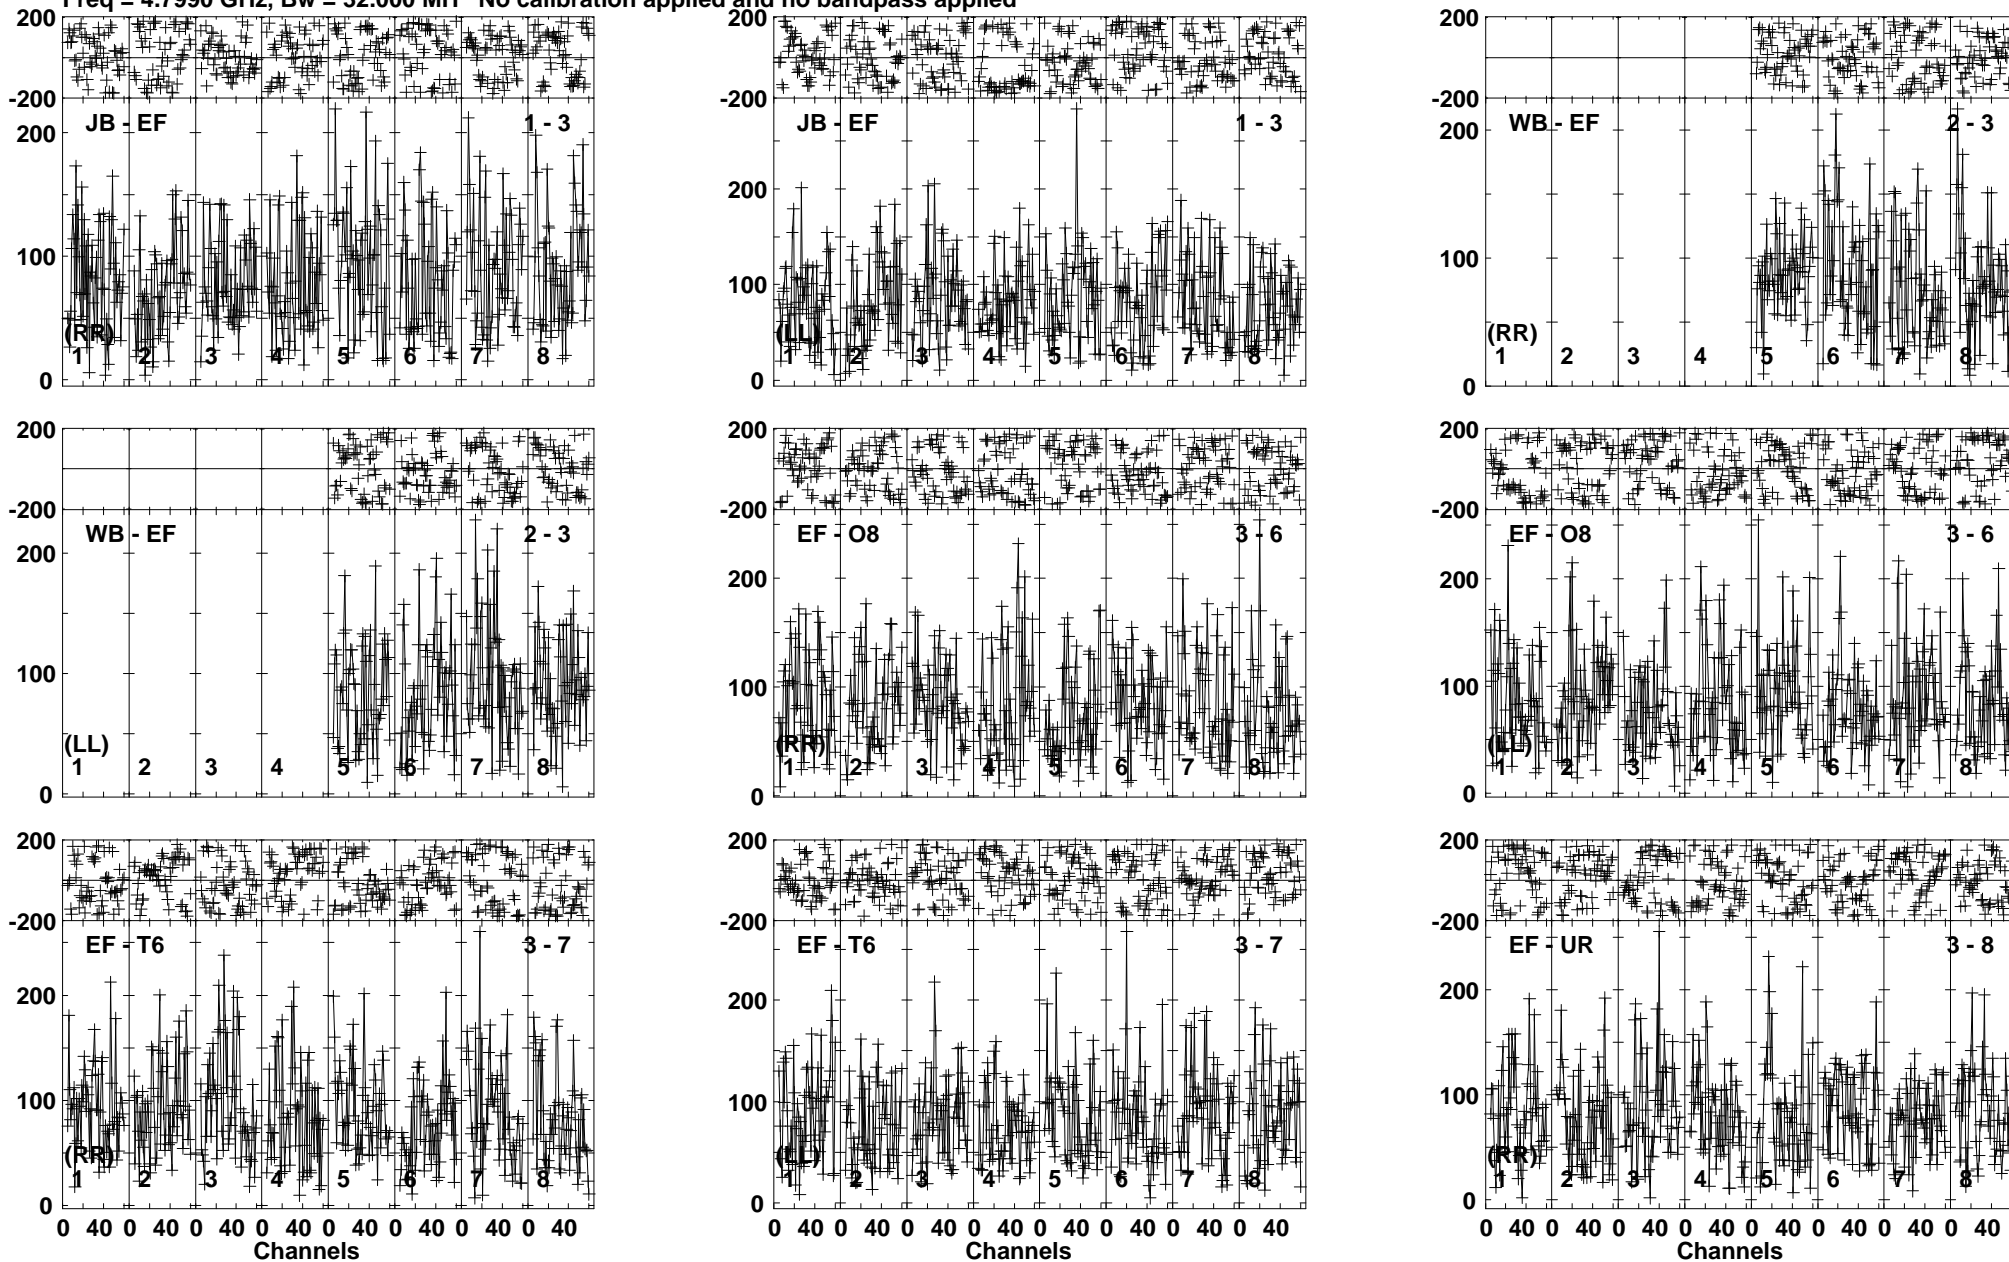 Freq = 4.7990 GHz, Bw = 32.000 MH No calibration applied and no bandpass applied
200 200 200
-200 -200 -200
JB - EF 1 - 3 JB - EF 1 - 3 WB - EF 2 - 3
200 200 200
100 100 100
(RR) (LL) (RR)
1 2 3 4 5 6 7 8 1 2 3 4 5 6 7 8 1 2 3 4 5 6 7 8
0 0 0
200 200 200
-200 -200 -200
WB - EF 2 - 3 EF - O8 3 - 6 EF - O8 3 - 6
200 200 200
100 100 100
(LL) (RR) (LL)
1 2 3 4 5 6 7 8 1 2 3 4 5 6 7 8 1 2 3 4 5 6 7 8
0 0 0
200 200 200
-200 -200 -200
EF - T6 3 - 7 EF - T6 3 - 7 EF - UR 3 - 8
200 200 200
100 100 100
(RR) (LL) (RR)
1 2 3 4 5 6 7 8 1 2 3 4 5 6 7 8 1 2 3 4 5 6 7 8
0 0 0
0 40 0 40 0 40 0 40 0 40 0 40 0 40 0 40 0 40 0 40 0 40 0 40 0 40 0 40 0 40 0 40 0 40 0 40 0 40 0 40 0 40 0 40 0 40 0 40
Channels Channels Channels